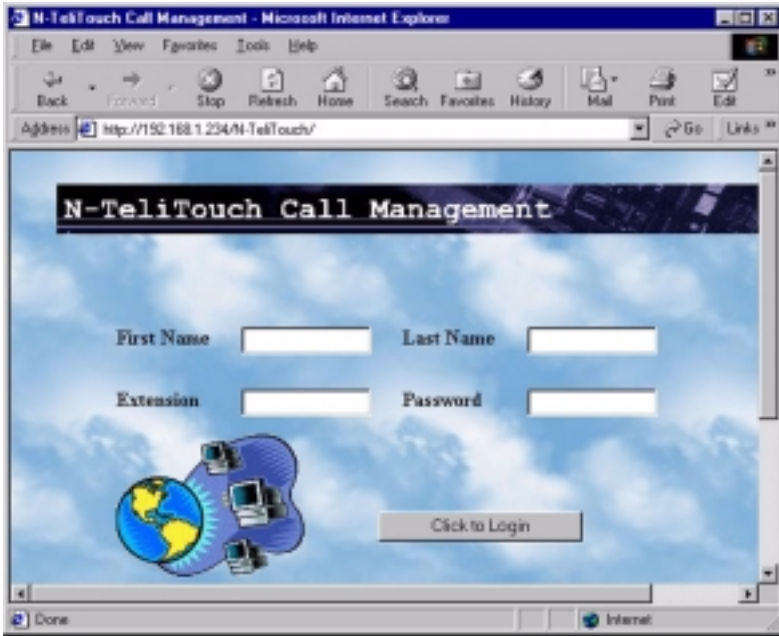 N-TeliTouch Call Management - Microsoft Internet Explorer
File Edit View Favorites Tools Help
Back Forward Stop Refresh Home Search Favorites History Mail Print Edit
Address http://192.168.1.234/N-TeliTouch/ Go Links
N-TeliTouch Call Management
First Name Last Name
Extension Password
Click to Login
Done Internet